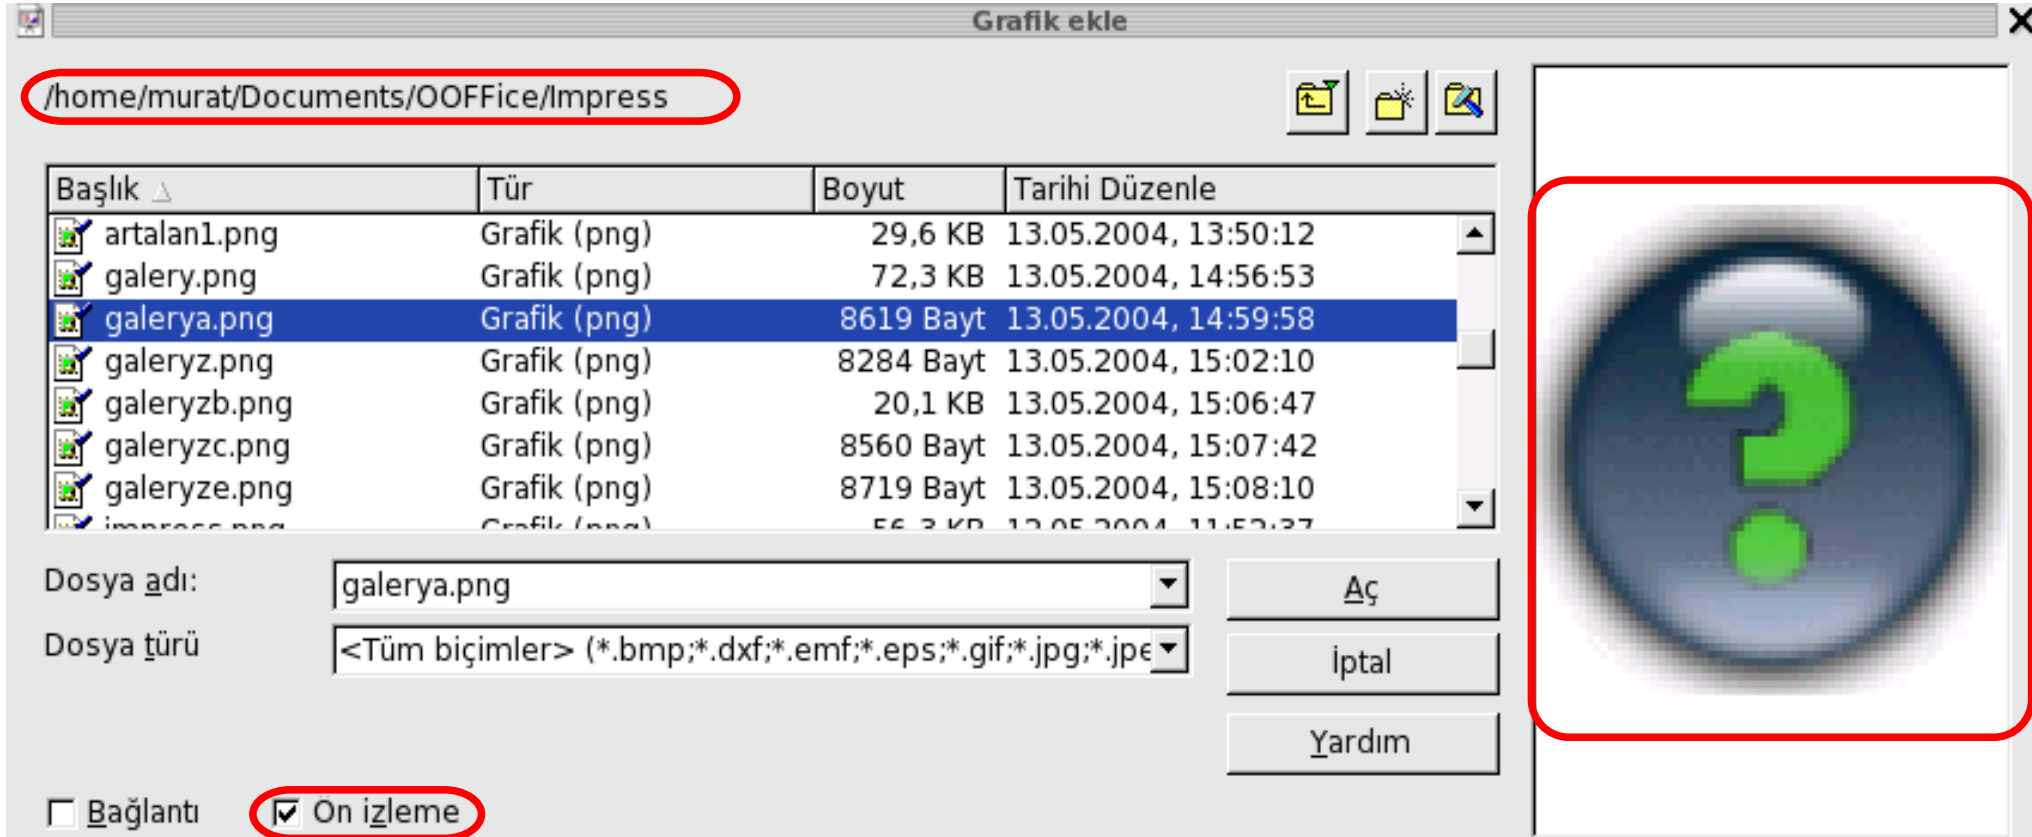 Grafik ekle
/home/murat/Documents/OOFFice/Impress
Başlık Tür Boyut Tarihi Düzenle
artalan1.png Grafik (png) 29,6 KB 13.05.2004, 13:50:12
galery.png Grafik (png) 72,3 KB 13.05.2004, 14:56:53
galerya.png Grafik (png) 8619 Bayt 13.05.2004, 14:59:58
galeryz.png Grafik (png) 8284 Bayt 13.05.2004, 15:02:10
galeryzb.png Grafik (png) 20,1 KB 13.05.2004, 15:06:47
galeryzc.png Grafik (png) 8560 Bayt 13.05.2004, 15:07:42
galeryze.png Grafik (png) 8719 Bayt 13.05.2004, 15:08:10
impress.png Grafik (png)
Dosya adı: galerya.png Aç
Dosya türü <Tüm biçimler> (*.bmp;*.dxf;*.emf;*.eps;*.gif;*.jpg;*.jpe
İptal
Yardım
Bağlantı Ön izleme
?